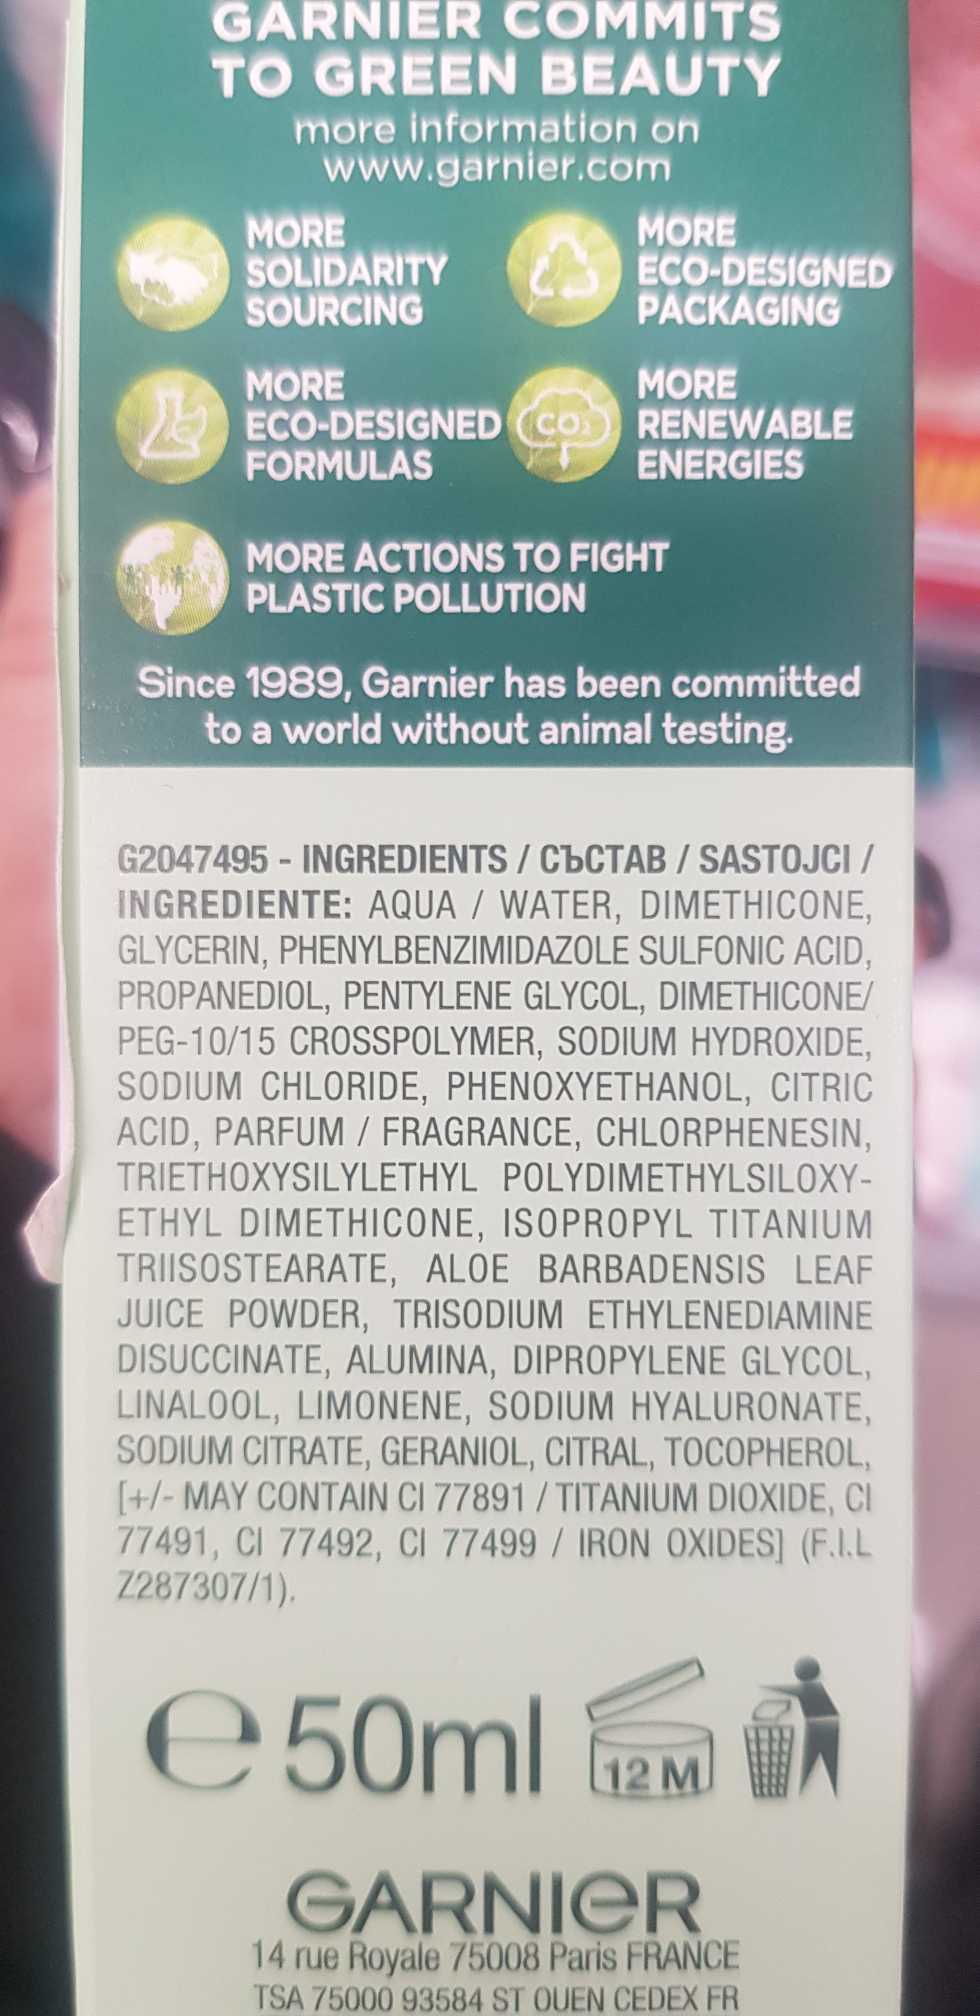 GARNIER COMMITS
TO GREEN BEAUTY
more information on
www.garnier.com
MORE
SOLIDARITY
SOURCING
MORE
ECO-DESIGNED
PACKAGING
MORE
ECO-DESIGNED
FORMULAS
CO₂
MORE
RENEWABLE
ENERGIES
MORE ACTIONS TO FIGHT
PLASTIC POLLUTION
Since 1989, Garnier has been committed
to a world without animal testing.
G2047495 - INGREDIENTS / СЪСТАВ / SASTOJCI /
INGREDIENTE: AQUA / WATER, DIMETHICONE,
GLYCERIN, PHENYLBENZIMIDAZOLE SULFONIC ACID,
PROPANEDIOL, PENTYLENE GLYCOL, DIMETHICONE/
PEG-10/15 CROSSPOLYMER, SODIUM HYDROXIDE,
SODIUM CHLORIDE, PHENOXYETHANOL, CITRIC
ACID, PARFUM / FRAGRANCE, CHLORPHENESIN,
TRIETHOXYSILYLETHYL POLYDIMETHYLSILOXY-
ETHYL DIMETHICONE, ISOPROPYL TITANIUM
TRIISOSTEARATE, ALOE BARBADENSIS LEAF
JUICE POWDER, TRISODIUM ETHYLENEDIAMINE
DISUCCINATE, ALUMINA, DIPROPYLENE GLYCOL,
LINALOOL, LIMONENE, SODIUM HYALURONATE,
SODIUM CITRATE, GERANIOL, CITRAL, TOCOPHEROL,
[+/- MAY CONTAIN CI 77891 / TITANIUM DIOXIDE, CI
77491, CI 77492, CI 77499 / IRON OXIDES] (F.I.L
Z287307/1).
e 50ml 12 M
GARNIER
14 rue Royale 75008 Paris FRANCE
TSA 75000 93584 ST OUEN CEDEX FR